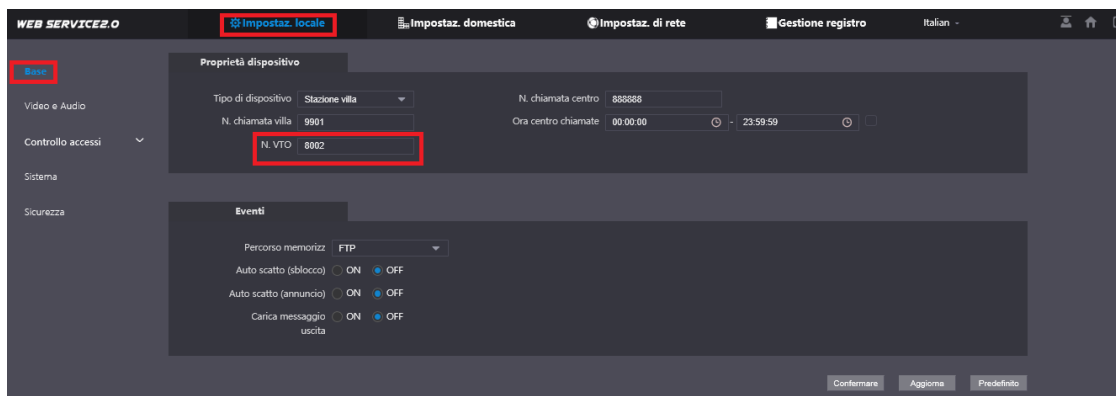 WEB SERVICE2.0 Impostaz. locale Impostaz. domestica Impostaz. di rete Gestione registro Italian
Base
Video e Audio
Controllo accessi
Sistema
Sicurezza
Proprietà dispositivo
Tipo di dispositivo Stazione villa N. chiamata centro 888888
N. chiamata villa 9901 Ora centro chiamate 00:00:00 - 23:59:59
N. VTO 8002
Eventi
Percorso memorizz FTP
Auto scatto (sblocco) ON OFF
Auto scatto (annuncio) ON OFF
Carica messaggio ON OFF
uscita
Confermare Aggiorna Predefinito